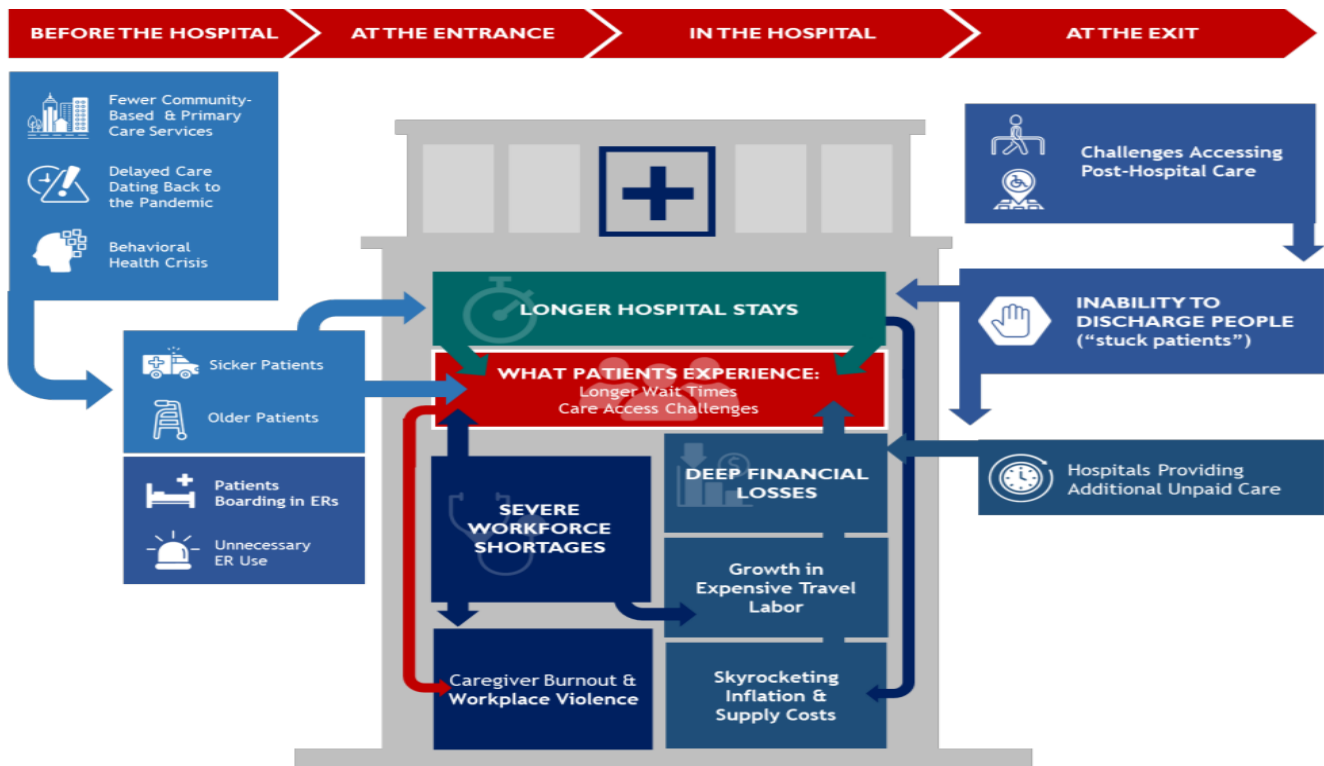 BEFORE THE HOSPITAL
AT THE ENTRANCE
IN THE HOSPITAL
AT THE EXIT
Fewer Community-
Based & Primary
Care Services
Delayed Care
Dating Back to
the Pandemic
Behavioral
Health Crisis
Sicker Patients
Older Patients
Patients
Boarding in ERs
Unnecessary
ER Use
LONGER HOSPITAL STAYS
WHAT PATIENTS EXPERIENCE:
Longer Wait Times
Care Access Challenges
SEVERE
WORKFORCE
SHORTAGES
Caregiver Burnout &
Workplace Violence
DEEP FINANCIAL
LOSSES
Growth in
Expensive Travel
Labor
Skyrocketing
Inflation &
Supply Costs
Challenges Accessing
Post-Hospital Care
INABILITY TO
DISCHARGE PEOPLE
(“stuck patients”)
Hospitals Providing
Additional Unpaid Care